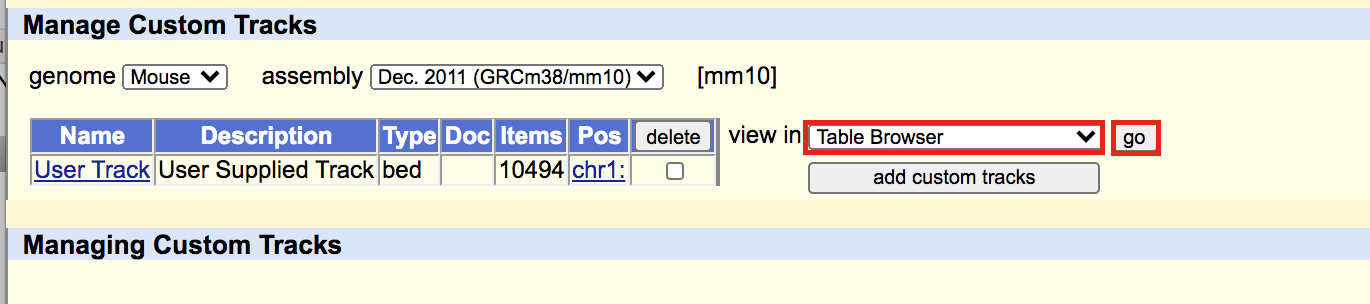 Manage Custom Tracks
genome Mouse assembly Dec. 2011 (GRCm38/mm10) [mm10]
Name Description Type Doc Items Pos delete view in Table Browser go
User Track User Supplied Track bed 10494 chr1:
add custom tracks
Managing Custom Tracks